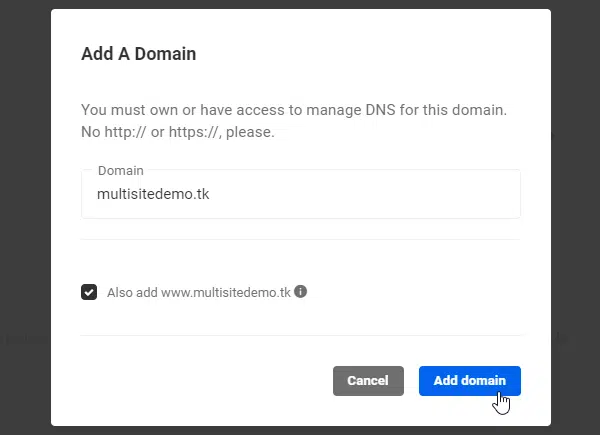 Add A Domain
You must own or have access to manage DNS for this domain.
No http:// or https://, please.
Domain
multisitedemo.tk
Also add www.multisitedemo.tk
Cancel
Add domain